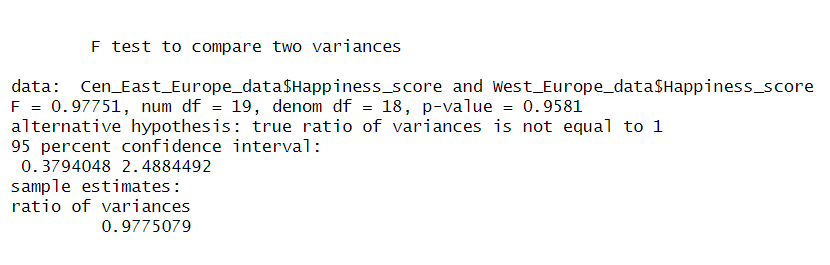 F test to compare two variances
data:  Cen_East_Europe_data$Happiness_score and West_Europe_data$Happiness_score
F = 0.97751, num df = 19, denom df = 18, p-value = 0.9581
alternative hypothesis: true ratio of variances is not equal to 1
95 percent confidence interval:
 0.3794048 2.4884492
sample estimates:
ratio of variances
         0.9775079